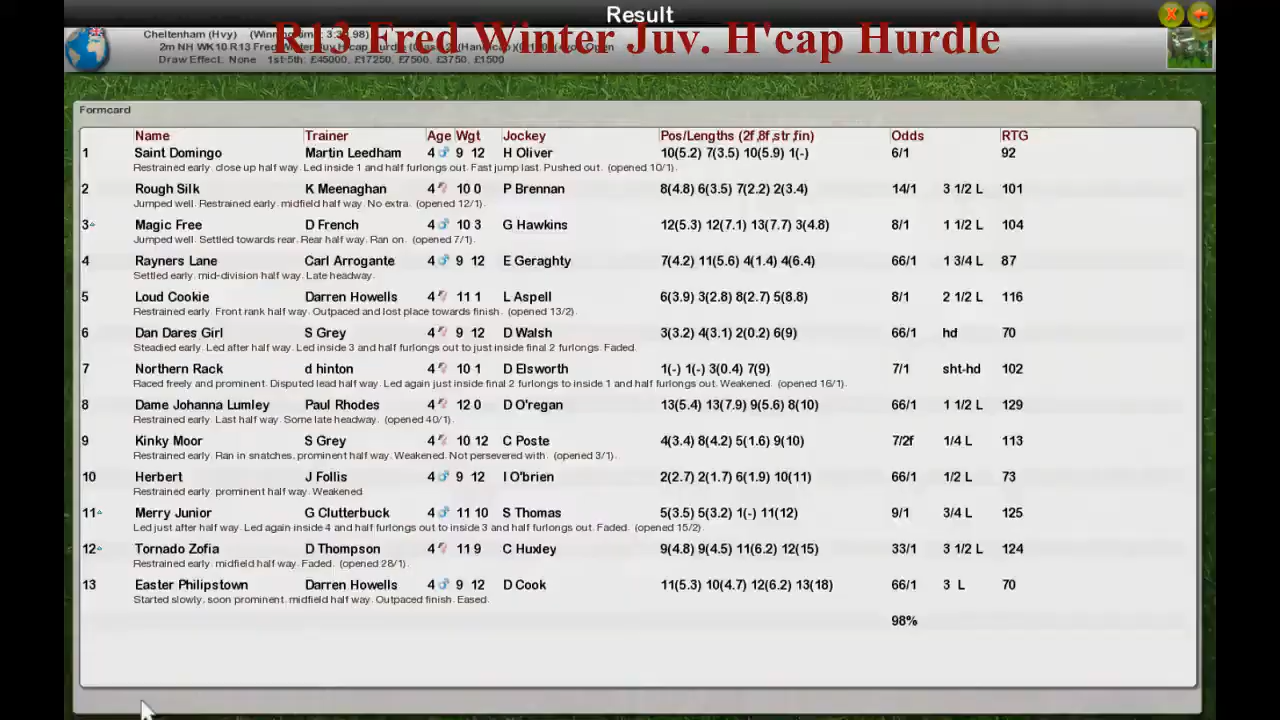 Result
R13 Fred Winter Juv. H'cap Hurdle
Cheltenham (Hvy)
2m NH WK10 R13 Fred Winter
Draw Effect. None 1st-5th: £45000, £17250, £7500, £3750, £1500
Formcard
Name Trainer Age Wgt Jockey Pos/Lengths (2f,8f,str,fin) Odds RTG
1 Saint Domingo Martin Leedham 4 9 12 H Oliver 10(5.2) 7(3.5) 10(5.9) 1(-) 6/1 92
Restrained early. close up half way. Led inside 1 and half furlongs out. Fast jump last. Pushed out. (opened 10/1).
2 Rough Silk K Meenaghan 4 10 0 P Brennan 8(4.8) 6(3.5) 7(2.2) 2(3.4) 14/1 3 1/2 L 101
Jumped well. Restrained early. midfield half way. No extra. (opened 12/1).
3 Magic Free D French 4 10 3 G Hawkins 12(5.3) 12(7.1) 13(7.7) 3(4.8) 8/1 1 1/2 L 104
Jumped well. Settled towards rear. Rear half way. Ran on. (opened 7/1).
4 Rayners Lane Carl Arrogante 4 9 12 E Geraghty 7(4.2) 11(5.6) 4(1.4) 4(6.4) 66/1 1 3/4 L 87
Settled early. mid-division half way. Late headway.
5 Loud Cookie Darren Howells 4 11 1 L Aspell 6(3.9) 3(2.8) 8(2.7) 5(8.8) 8/1 2 1/2 L 116
Restrained early. Front rank half way. Outpaced and lost place towards finish. (opened 13/2).
6 Dan Dares Girl S Grey 4 9 12 D Walsh 3(3.2) 4(3.1) 2(0.2) 6(9) 66/1 hd 70
Steadied early. Led after half way. Led inside 3 and half furlongs out to just inside final 2 furlongs. Faded.
7 Northern Rack d hinton 4 10 1 D Elsworth 1(-) 1(-) 3(0.4) 7(9) 7/1 sht-hd 102
Raced freely and prominent. Disputed lead half way. Led again just inside final 2 furlongs to inside 1 and half furlongs out. Weakened. (opened 16/1).
8 Dame Johanna Lumley Paul Rhodes 4 12 0 D O'regan 13(5.4) 13(7.9) 9(5.6) 8(10) 66/1 1 1/2 L 129
Restrained early. Last half way. Some late headway. (opened 40/1).
9 Kinky Moor S Grey 4 10 12 C Poste 4(3.4) 8(4.2) 5(1.6) 9(10) 7/2f 1/4 L 113
Restrained early. Ran in snatches. prominent half way. Weakened. Not persevered with. (opened 3/1).
10 Herbert J Follis 4 9 12 I O'brien 2(2.7) 2(1.7) 6(1.9) 10(11) 66/1 1/2 L 73
Restrained early. prominent half way. Weakened.
11 Merry Junior G Clutterbuck 4 11 10 S Thomas 5(3.5) 5(3.2) 1(-) 11(12) 9/1 3/4 L 125
Led just after half way. Led again inside 4 and half furlongs out to inside 3 and half furlongs out. Faded. (opened 15/2).
12 Tornado Zofia D Thompson 4 11 9 C Huxley 9(4.8) 9(4.5) 11(6.2) 12(15) 33/1 3 1/2 L 124
Restrained early. midfield half way. Faded. (opened 28/1).
13 Easter Philipstown Darren Howells 4 9 12 D Cook 11(5.3) 10(4.7) 12(6.2) 13(18) 66/1 3 L 70
Started slowly, soon prominent. midfield half way. Outpaced finish. Eased.
98%